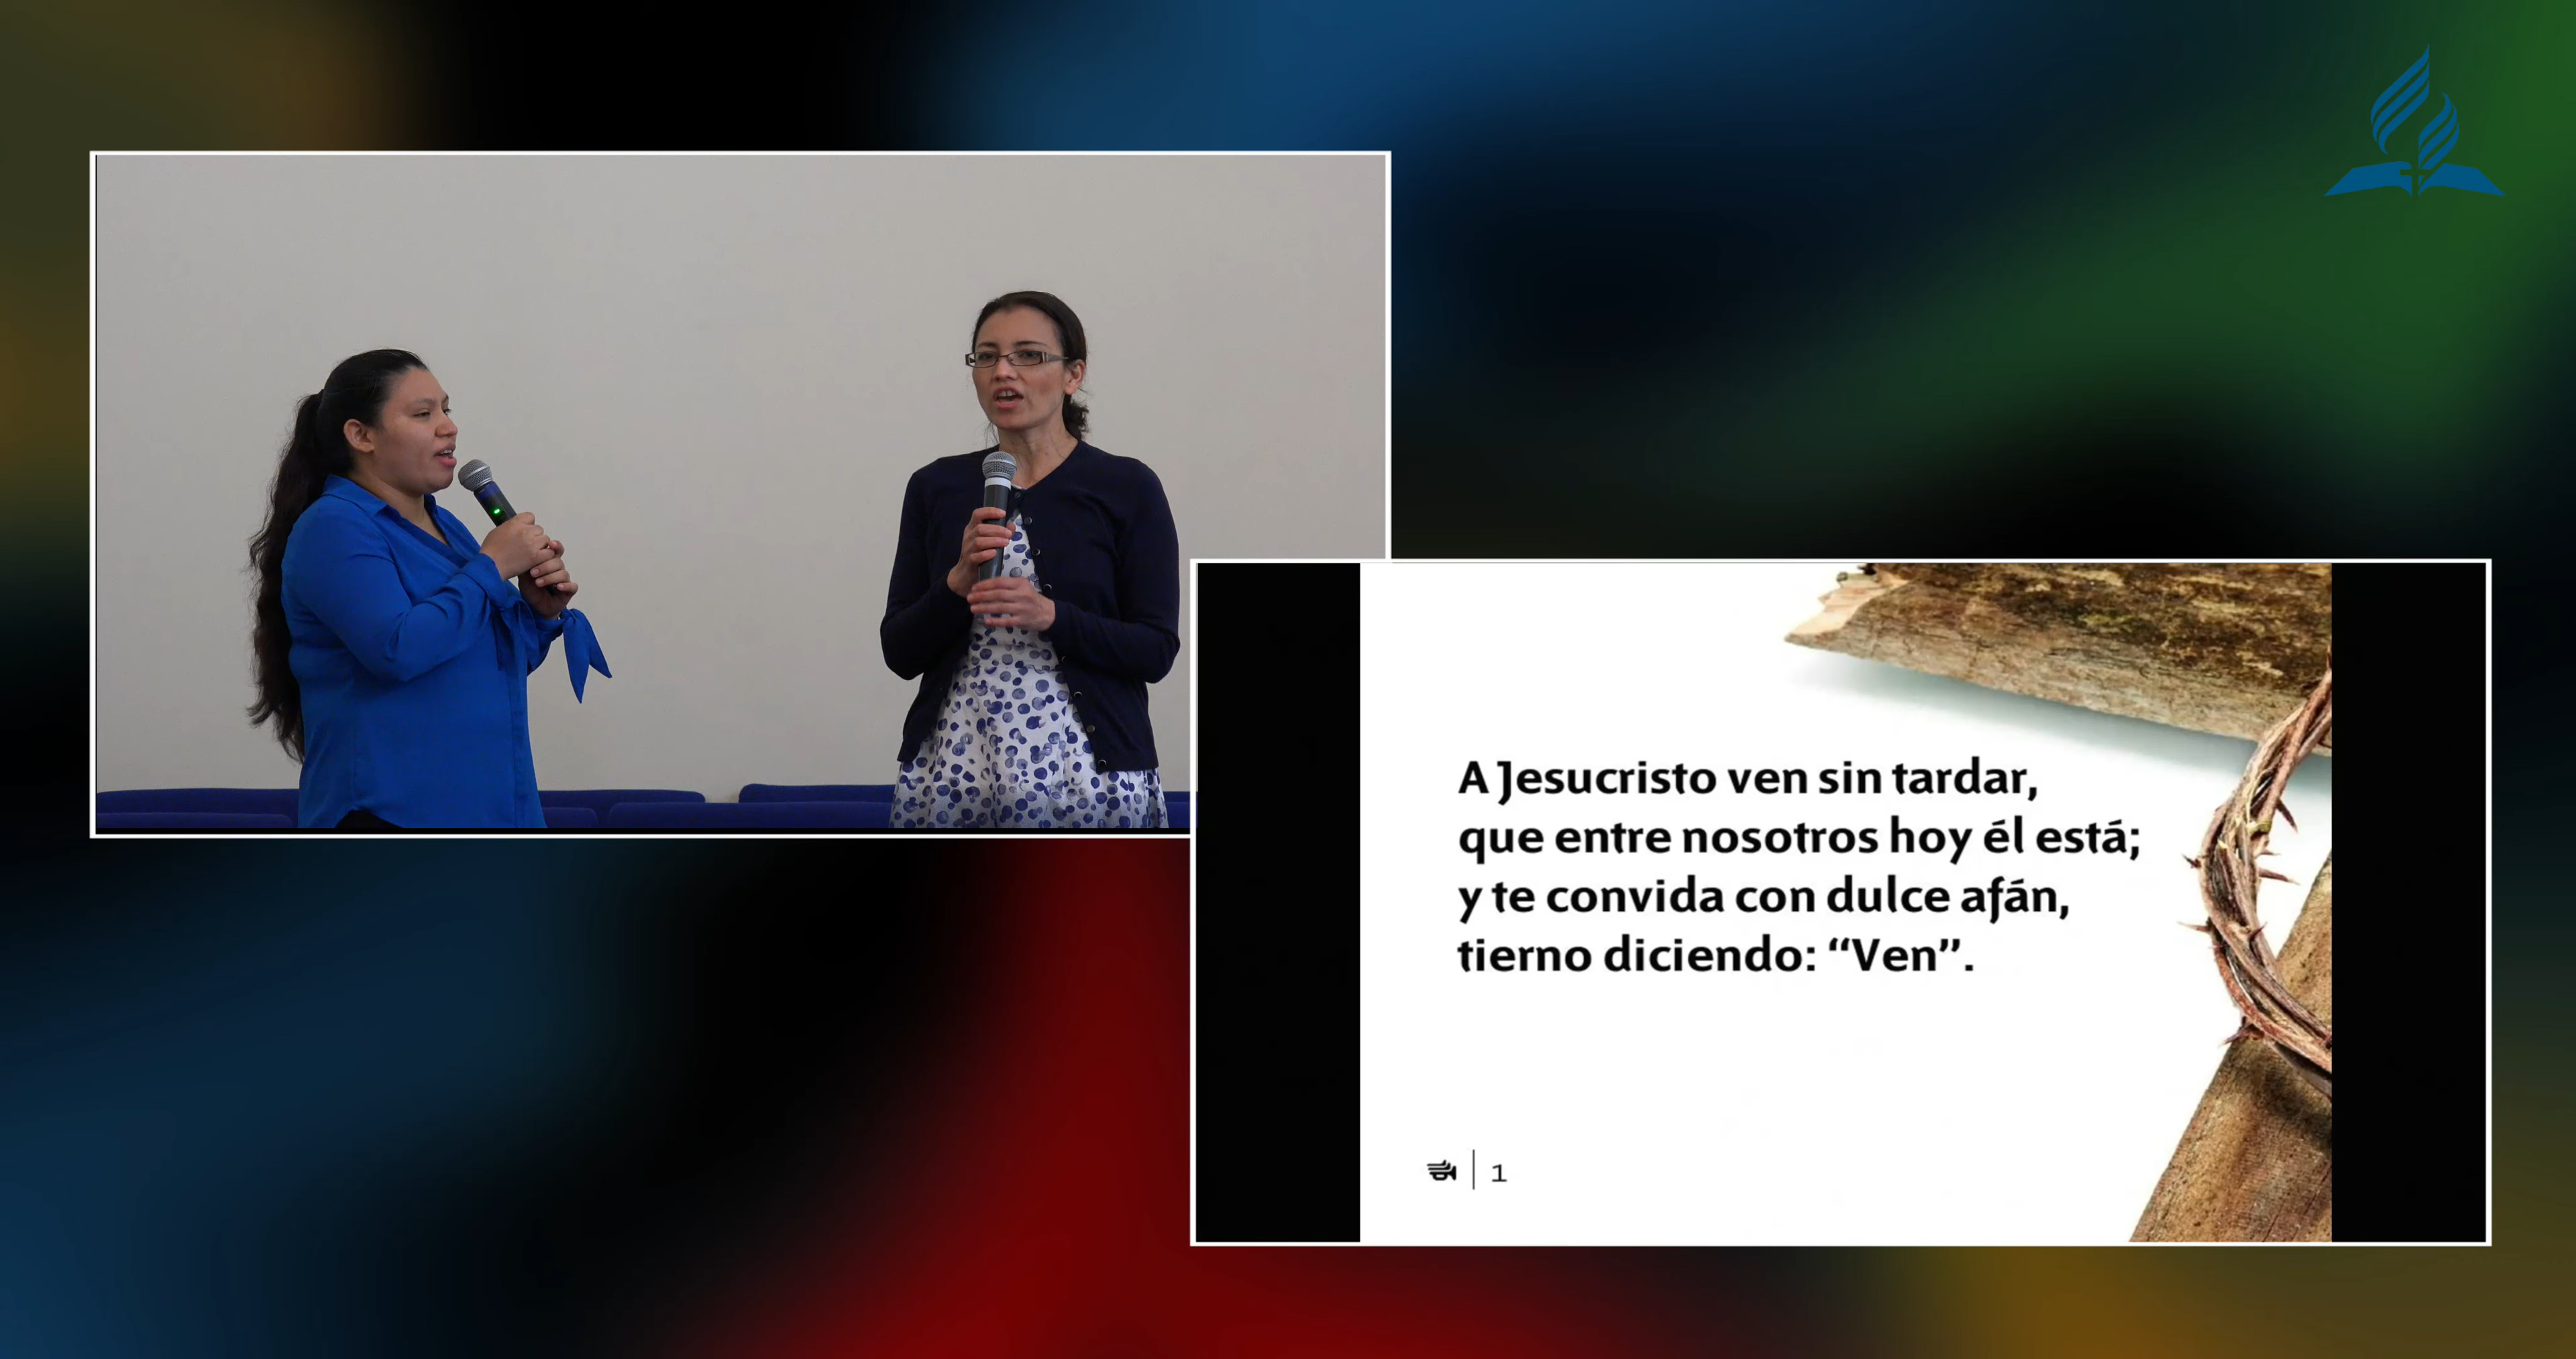 A Jesucristo ven sin tardar,
que entre nosotros hoy él está;
y te convida con dulce afán,
tierno diciendo: “Ven”.
1